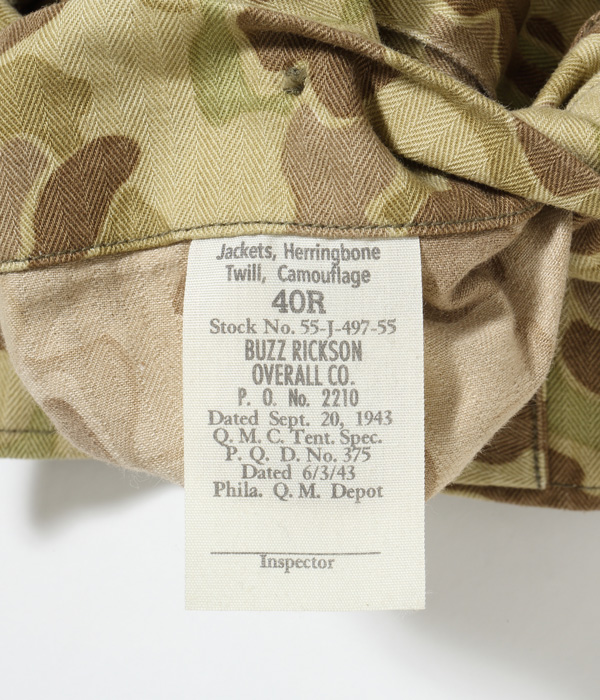 Jackets, Herringbone
Twill, Camouflage
40R
Stock No. 55-J-497-55
BUZZ RICKSON
OVERALL CO.
P. O. No. 2210
Dated Sept. 20, 1943
Q. M. C. Tent. Spec.
P. Q. D. No. 375
Dated 6/3/43
Phila. Q. M. Depot
Inspector